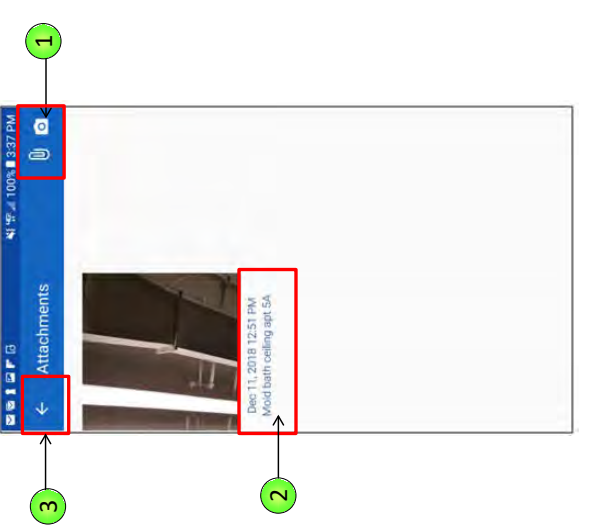 100% 3:37 PM
Attachments
Dec 11, 2018 12:51 PM
Mold bath ceiling apt 5A
1
2
3